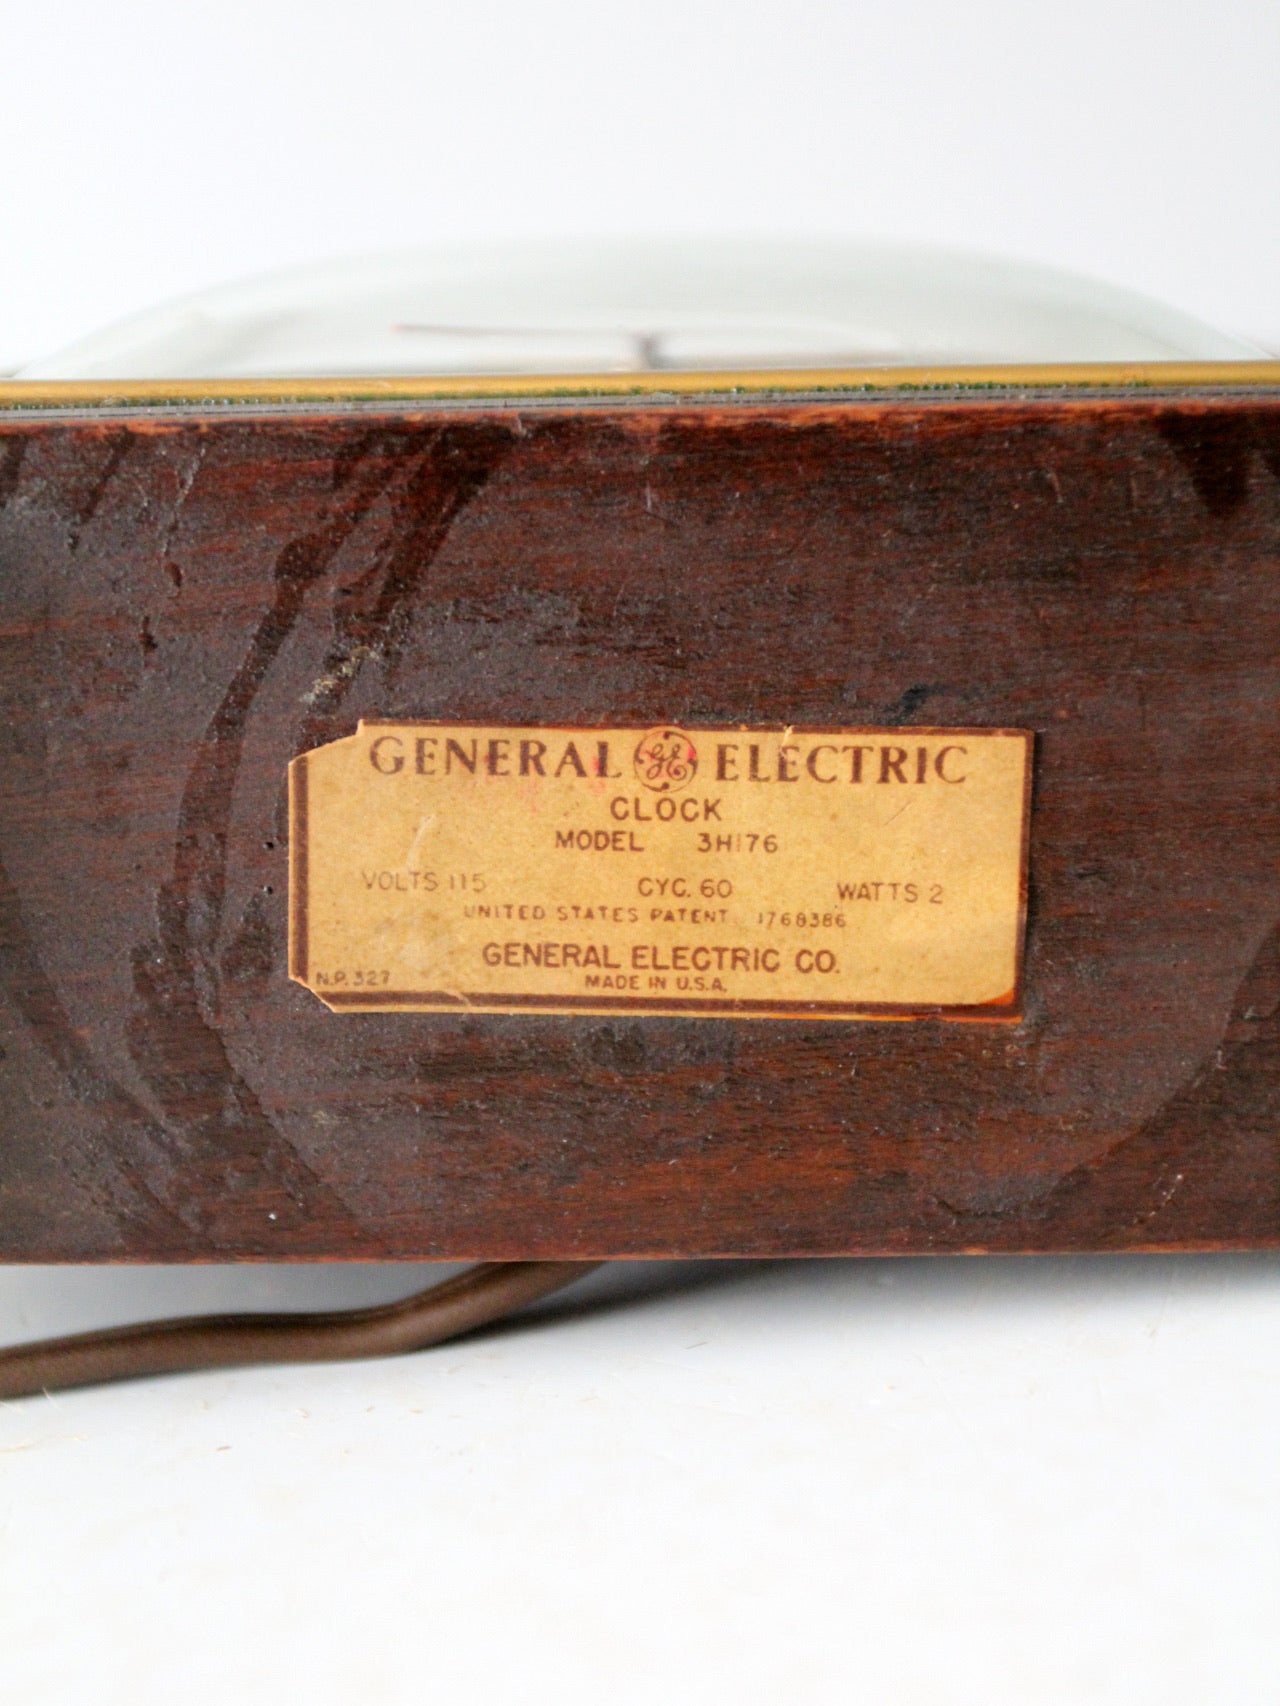 GENERAL GE ELECTRIC
CLOCK
MODEL 3H176
VOLTS 115 CYC. 60 WATTS 2
UNITED STATES PATENT 1768386
GENERAL ELECTRIC CO.
N.P. 327 MADE IN U.S.A.